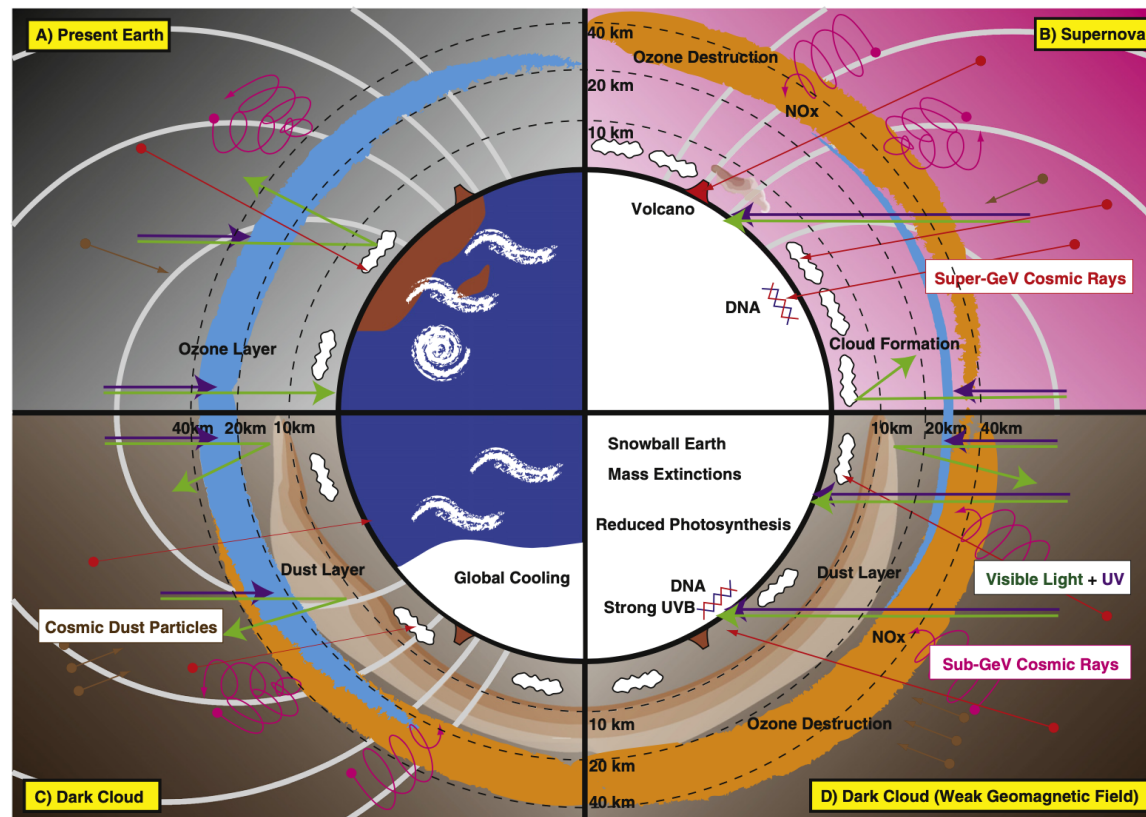 A) Present Earth
B) Supernova
40 km
Ozone Destruction
20 km
NOx
10 km
Volcano
Super-GeV Cosmic Rays
DNA
Cloud Formation
Ozone Layer
40km 20km 10km
10km 20km 40km
Snowball Earth
Mass Extinctions
Reduced Photosynthesis
Dust Layer
Global Cooling
Dust Layer
DNA
Strong UVB
Visible Light + UV
Cosmic Dust Particles
NOx
Sub-GeV Cosmic Rays
10 km
Ozone Destruction
20 km
40 km
C) Dark Cloud
D) Dark Cloud (Weak Geomagnetic Field)